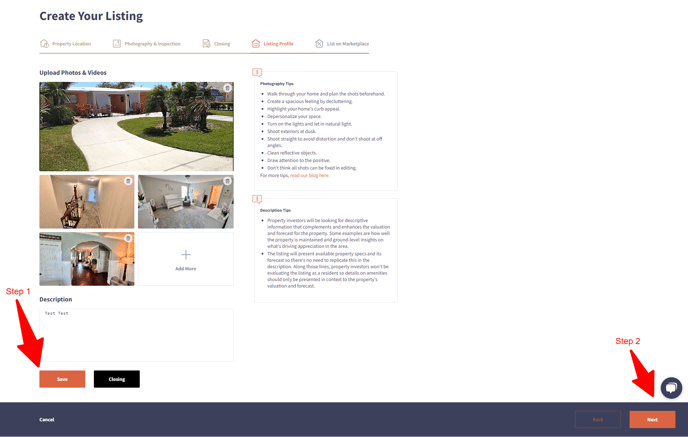 Create Your Listing
Property Location
Photography & Inspection
Closing
Listing Profile
List on Marketplace
Upload Photos & Videos
Add More
Photography Tips
Walk through your home and plan the shots beforehand.
Create a spacious feeling by decluttering.
Highlight your home's curb appeal.
Depersonalize your space.
Turn on the lights and let in natural light.
Shoot exteriors at dusk.
Shoot straight to avoid distortion and don't shoot at off
angles.
Clean reflective objects.
Draw attention to the positive.
Don't think all shots can be fixed in editing.
For more tips, read our blog here.
Description Tips
Property investors will be looking for descriptive
information that complements and enhances the valuation
and forecast for the property. Some examples are how well
the property is maintained and ground-level insights on
what's driving appreciation in the area.
The listing will present available property specs and its
forecast so there's no need to replicate this in the
description. Along those lines, property investors won't be
evaluating the listing as a resident so details on amenities
should only be presented in context to the property's
valuation and forecast.
Step 1
Description
Test Test
Save
Closing
Step 2
Cancel
Back
Next